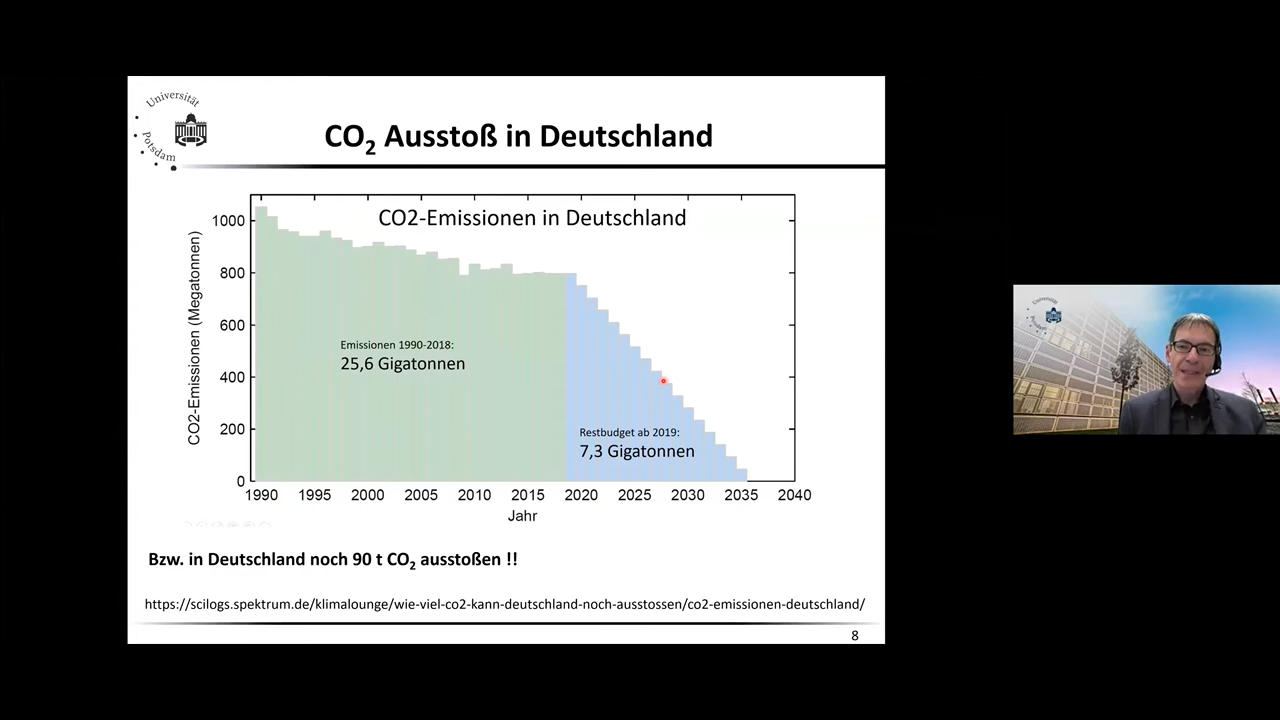 Universität
Potsdam
CO2 Ausstoß in Deutschland
CO2-Emissionen in Deutschland
CO2-Emissionen (Megatonnen)
1000
800
600
400
200
0
Emissionen 1990-2018:
25,6 Gigatonnen
Restbudget ab 2019:
7,3 Gigatonnen
1990 1995 2000 2005 2010 2015 2020 2025 2030 2035 2040
Jahr
Bzw. in Deutschland noch 90 t CO2 ausstoßen !!
https://scilogs.spektrum.de/klimalounge/wie-viel-co2-kann-deutschland-noch-ausstossen/co2-emissionen-deutschland/
8
Universität
Potsdam